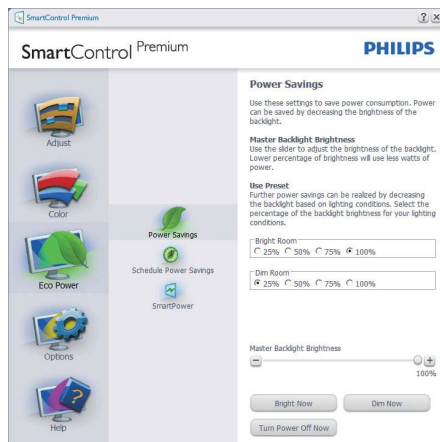 SmartControl Premium
SmartControl Premium
PHILIPS
Adjust
Color
Eco Power
Options
Help
Power Savings
Schedule Power Savings
SmartPower
Power Savings
Use these settings to save power consumption. Power
can be saved by decreasing the brightness of the
backlight.
Master Backlight Brightness
Use the slider to adjust the brightness of the backlight.
Lower percentage of brightness will use less watts of
power.
Use Preset
Further power savings can be realized by decreasing
the backlight based on lighting conditions. Select the
percentage of the backlight brightness for your lighting
conditions.
Bright Room
25% 50% 75% 100%
Dim Room
25% 50% 75% 100%
Master Backlight Brightness
100%
Bright Now Dim Now
Turn Power Off Now